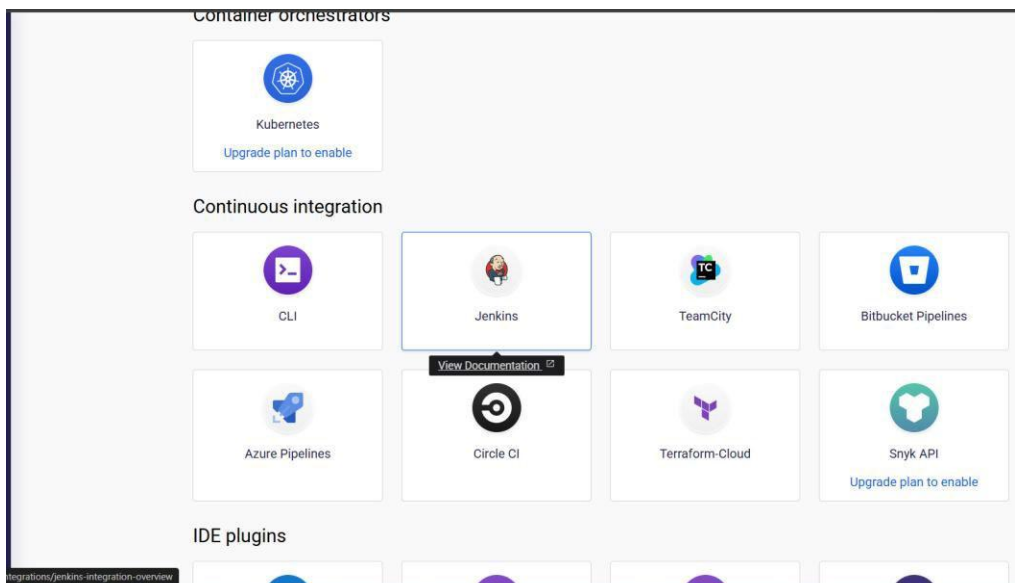 Container orchestrators
Kubernetes
Upgrade plan to enable
Continuous integration
>_
TC
CLI
Jenkins
TeamCity
Bitbucket Pipelines
View Documentation
Azure Pipelines
Circle CI
Terraform-Cloud
Snyk API
Upgrade plan to enable
IDE plugins
tegrations/jenkins-integration-overview